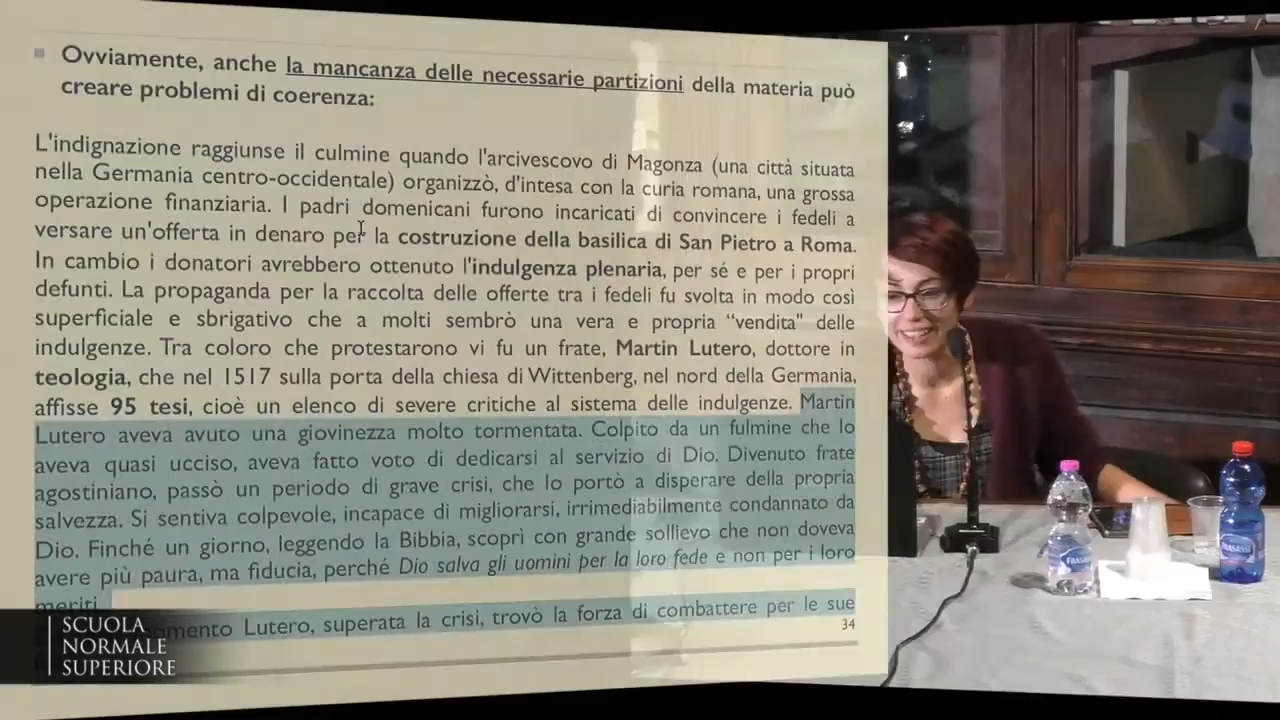 Ovviamente, anche la mancanza delle necessarie partizioni della materia può
creare problemi di coerenza:
L'indignazione raggiunse il culmine quando l'arcivescovo di Magonza (una città situata
nella Germania centro-occidentale) organizzò, d'intesa con la curia romana, una grossa
operazione finanziaria. I padri domenicani furono incaricati di convincere i fedeli a
versare un'offerta in denaro per la costruzione della basilica di San Pietro a Roma.
In cambio i donatori avrebbero ottenuto l'indulgenza plenaria, per sé e per i propri
defunti. La propaganda per la raccolta delle offerte tra i fedeli fu svolta in modo così
superficiale e sbrigativo che a molti sembrò una vera e propria “vendita" delle
indulgenze. Tra coloro che protestarono vi fu un frate, Martin Lutero, dottore in
teologia, che nel 1517 sulla porta della chiesa di Wittenberg, nel nord della Germania,
affisse 95 tesi, cioè un elenco di severe critiche al sistema delle indulgenze. Martin
Lutero aveva avuto una giovinezza molto tormentata. Colpito da un fulmine che lo
aveva quasi ucciso, aveva fatto voto di dedicarsi al servizio di Dio. Divenuto frate
agostiniano, passò un periodo di grave crisi, che lo portò a disperare della propria
salvezza. Si sentiva colpevole, incapace di migliorarsi, irrimediabilmente condannato da
Dio. Finché un giorno, leggendo la Bibbia, scoprì con grande sollievo che non doveva
avere più paura, ma fiducia, perché Dio salva gli uomini per la loro fede e non per i loro
meriti.
Lutero, superata la crisi, trovò la forza di combattere per le sue
34
SCUOLA
NORMALE
SUPERIORE
FRASASSI
FRASASSI